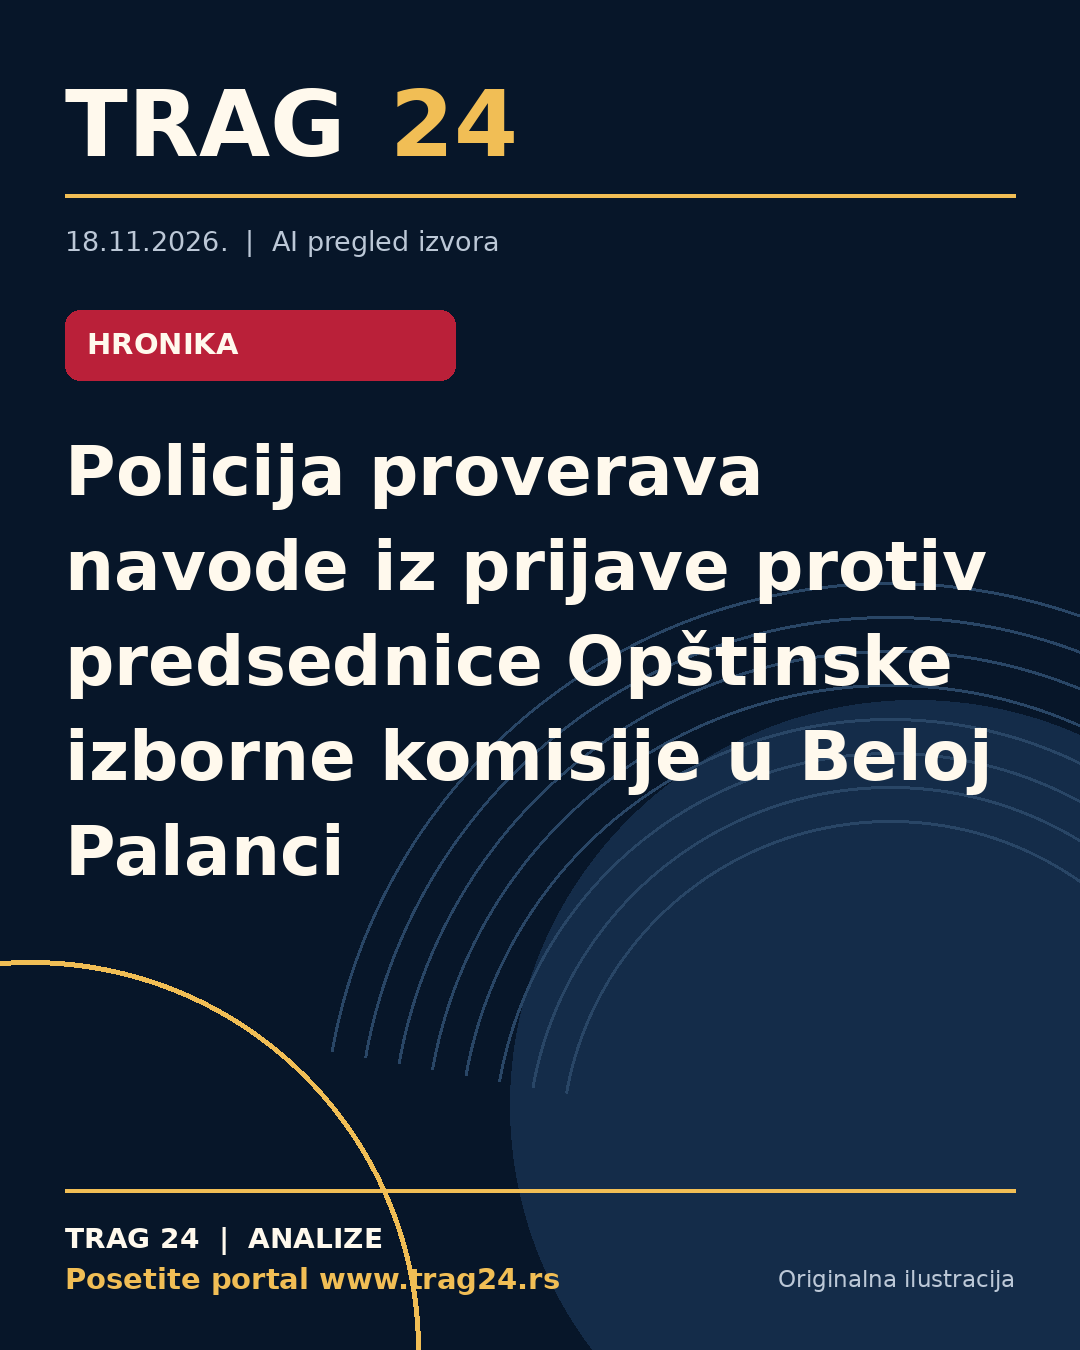 TRAG 24
18.11.2026. | AI pregled izvora
HRONIKA
Policija proverava
navode iz prijave protiv
predsednice Opštinske
izborne komisije u Beloj
Palanci
TRAG 24 | ANALIZE
Posetite portal www.trag24.rs
Originalna ilustracija